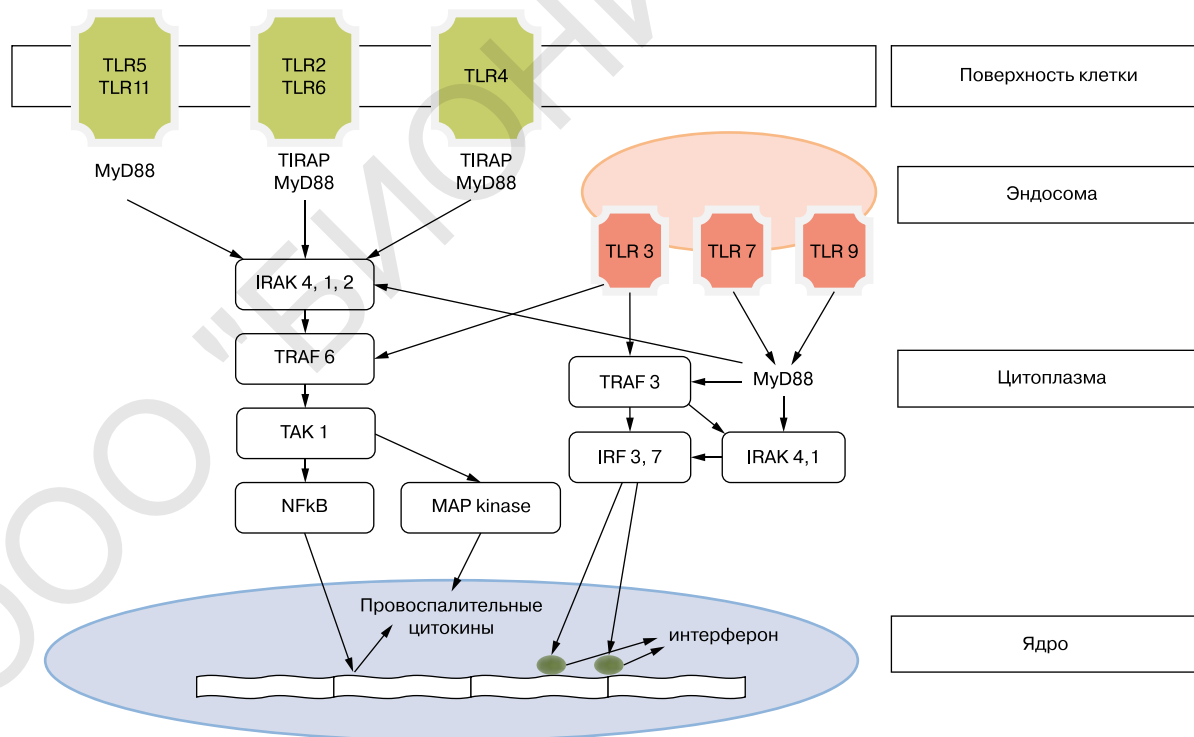 TLR5
TLR11
TLR2
TLR6
TLR4
Поверхность клетки
MyD88
TIRAP
MyD88
TIRAP
MyD88
Эндосома
TLR 3
TLR 7
TLR 9
IRAK 4, 1, 2
TRAF 6
TRAF 3
MyD88
Цитоплазма
TAK 1
IRF 3, 7
IRAK 4,1
NFkB
MAP kinase
Провоспалительные
цитокины
интерферон
Ядро
ООО "БИОНИ